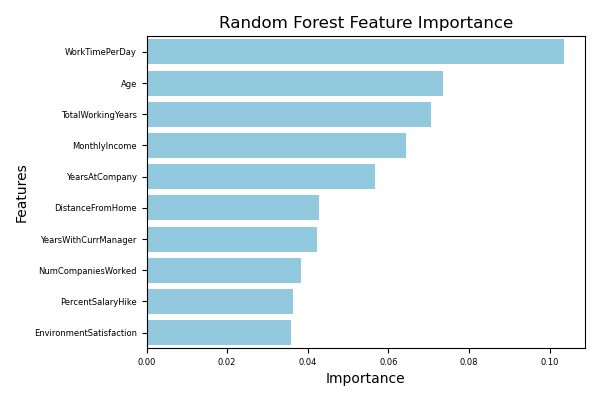 Random Forest Feature Importance
Features
WorkTimePerDay
Age
TotalWorkingYears
MonthlyIncome
YearsAtCompany
DistanceFromHome
YearsWithCurrManager
NumCompaniesWorked
PercentSalaryHike
EnvironmentSatisfaction
0.00 0.02 0.04 0.06 0.08 0.10
Importance